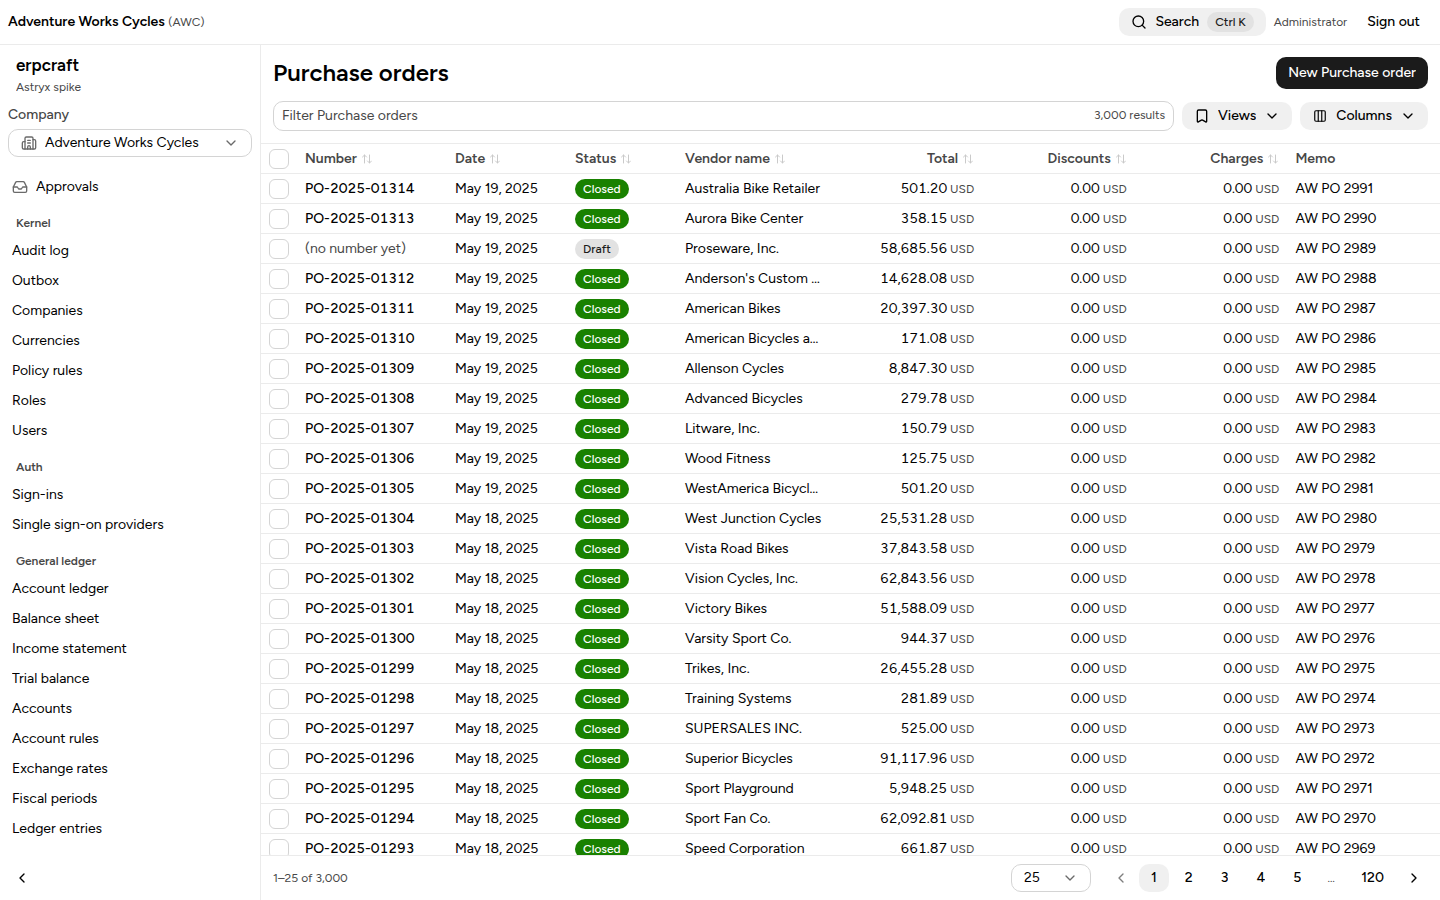 Adventure Works Cycles (AWC)
Search Ctrl K Administrator Sign out
erpcraft
Astryx spike
Company
Adventure Works Cycles
Approvals
Kernel
Audit log
Outbox
Companies
Currencies
Policy rules
Roles
Users
Auth
Sign-ins
Single sign-on providers
General ledger
Account ledger
Balance sheet
Income statement
Trial balance
Accounts
Account rules
Exchange rates
Fiscal periods
Ledger entries
Purchase orders
New Purchase order
Filter Purchase orders 3,000 results Views Columns
Number Date Status Vendor name Total Discounts Charges Memo
PO-2025-01314 May 19, 2025 Closed Australia Bike Retailer 501.20 USD 0.00 USD 0.00 USD AW PO 2991
PO-2025-01313 May 19, 2025 Closed Aurora Bike Center 358.15 USD 0.00 USD 0.00 USD AW PO 2990
(no number yet) May 19, 2025 Draft Proseware, Inc. 58,685.56 USD 0.00 USD 0.00 USD AW PO 2989
PO-2025-01312 May 19, 2025 Closed Anderson's Custom ... 14,628.08 USD 0.00 USD 0.00 USD AW PO 2988
PO-2025-01311 May 19, 2025 Closed American Bikes 20,397.30 USD 0.00 USD 0.00 USD AW PO 2987
PO-2025-01310 May 19, 2025 Closed American Bicycles a... 171.08 USD 0.00 USD 0.00 USD AW PO 2986
PO-2025-01309 May 19, 2025 Closed Allenson Cycles 8,847.30 USD 0.00 USD 0.00 USD AW PO 2985
PO-2025-01308 May 19, 2025 Closed Advanced Bicycles 279.78 USD 0.00 USD 0.00 USD AW PO 2984
PO-2025-01307 May 19, 2025 Closed Litware, Inc. 150.79 USD 0.00 USD 0.00 USD AW PO 2983
PO-2025-01306 May 19, 2025 Closed Wood Fitness 125.75 USD 0.00 USD 0.00 USD AW PO 2982
PO-2025-01305 May 19, 2025 Closed WestAmerica Bicycl... 501.20 USD 0.00 USD 0.00 USD AW PO 2981
PO-2025-01304 May 18, 2025 Closed West Junction Cycles 25,531.28 USD 0.00 USD 0.00 USD AW PO 2980
PO-2025-01303 May 18, 2025 Closed Vista Road Bikes 37,843.58 USD 0.00 USD 0.00 USD AW PO 2979
PO-2025-01302 May 18, 2025 Closed Vision Cycles, Inc. 62,843.56 USD 0.00 USD 0.00 USD AW PO 2978
PO-2025-01301 May 18, 2025 Closed Victory Bikes 51,588.09 USD 0.00 USD 0.00 USD AW PO 2977
PO-2025-01300 May 18, 2025 Closed Varsity Sport Co. 944.37 USD 0.00 USD 0.00 USD AW PO 2976
PO-2025-01299 May 18, 2025 Closed Trikes, Inc. 26,455.28 USD 0.00 USD 0.00 USD AW PO 2975
PO-2025-01298 May 18, 2025 Closed Training Systems 281.89 USD 0.00 USD 0.00 USD AW PO 2974
PO-2025-01297 May 18, 2025 Closed SUPERSALES INC. 525.00 USD 0.00 USD 0.00 USD AW PO 2973
PO-2025-01296 May 18, 2025 Closed Superior Bicycles 91,117.96 USD 0.00 USD 0.00 USD AW PO 2972
PO-2025-01295 May 18, 2025 Closed Sport Playground 5,948.25 USD 0.00 USD 0.00 USD AW PO 2971
PO-2025-01294 May 18, 2025 Closed Sport Fan Co. 62,092.81 USD 0.00 USD 0.00 USD AW PO 2970
PO-2025-01293 May 18, 2025 Closed Speed Corporation 661.87 USD 0.00 USD 0.00 USD AW PO 2969
1–25 of 3,000 25 1 2 3 4 5 ... 120